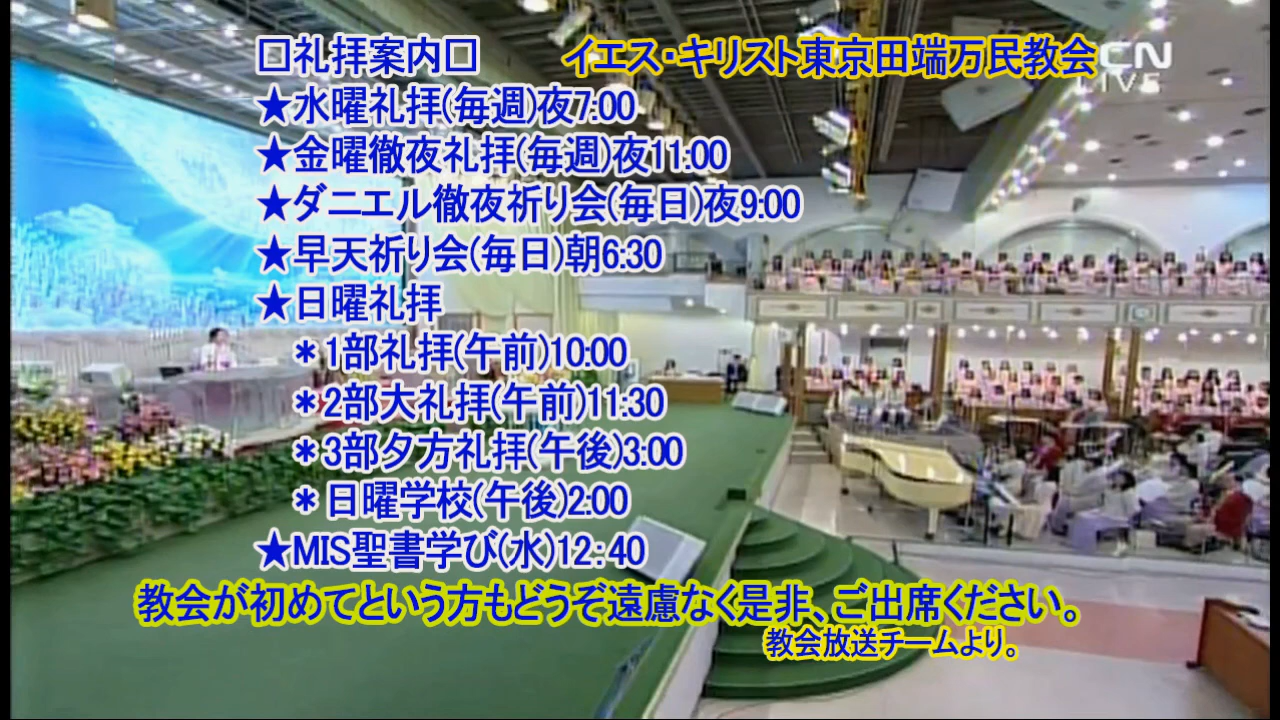 □礼拝案内□ イエス・キリスト東京田端万民教会
CN
LIVE
★水曜礼拝(毎週)夜7:00
★金曜徹夜礼拝(毎週)夜11:00
★ダニエル徹夜祈り会(毎日)夜9:00
★早天祈り会(毎日)朝6:30
★日曜礼拝
＊1部礼拝(午前)10:00
＊2部大礼拝(午前)11:30
＊3部夕方礼拝(午後)3:00
＊日曜学校(午後)2:00
★MIS聖書学び(水)12:40
教会が初めてという方もどうぞ遠慮なく是非、ご出席ください。
教会放送チームより。